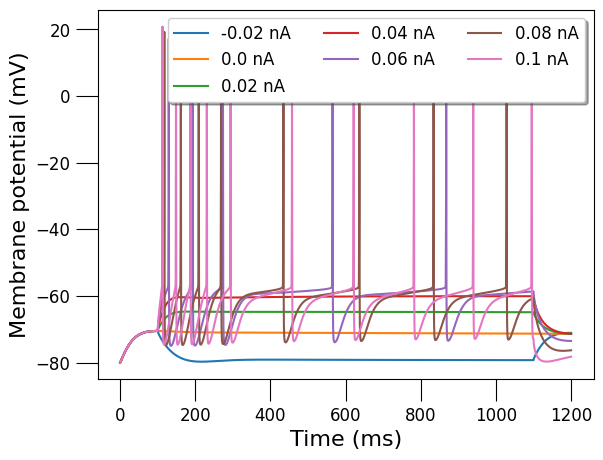 -0.02 nA 0.04 nA 0.08 nA
0.0 nA 0.06 nA 0.1 nA
0.02 nA
Membrane potential (mV)
20
0
−20
−40
−60
−80
0 200 400 600 800 1000 1200
Time (ms)